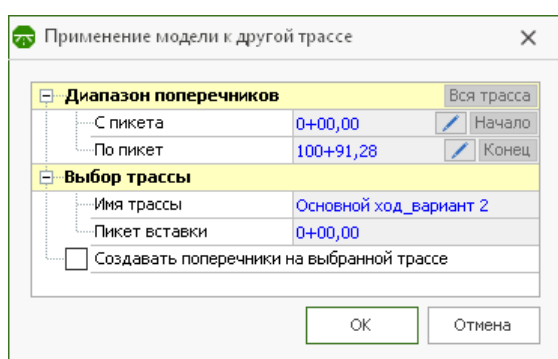 Применение модели к другой трассе
Диапазон поперечников Вся трасса
С пикета 0+00,00 Начало
По пикет 100+91,28 Конец
Выбор трассы
Имя трассы Основной ход_вариант 2
Пикет вставки 0+00,00
Создавать поперечники на выбранной трассе
ОК Отмена